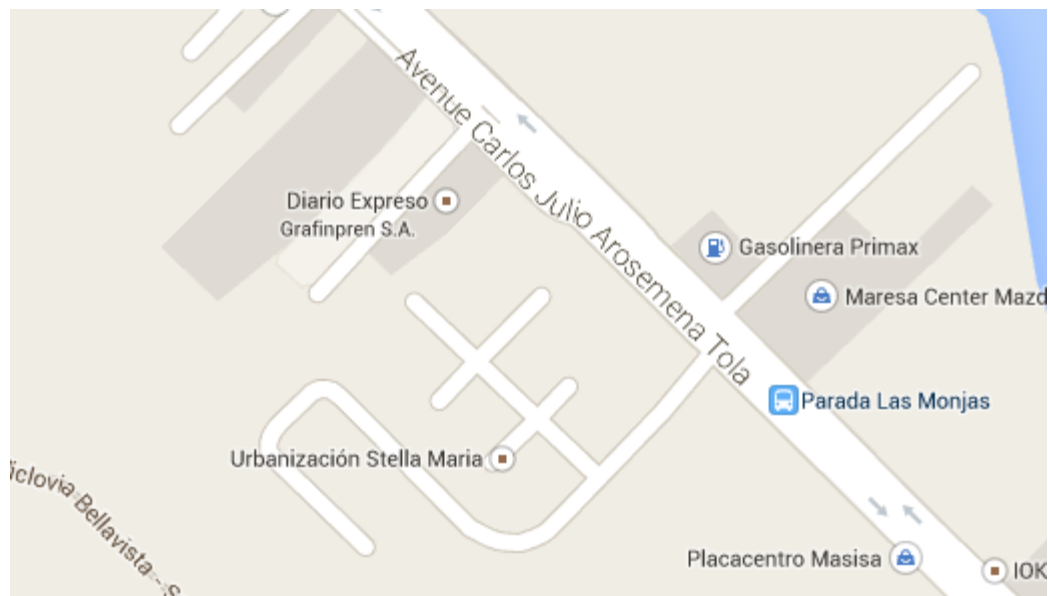 Avenue Carlos Julio Arosemena Tola
Diario Expreso
Grafinpren S.A.
Gasolinera Primax
Maresa Center Mazd
Parada Las Monjas
Urbanización Stella Maria
iclovia Bellavista - S
Placacentro Masisa
IOK